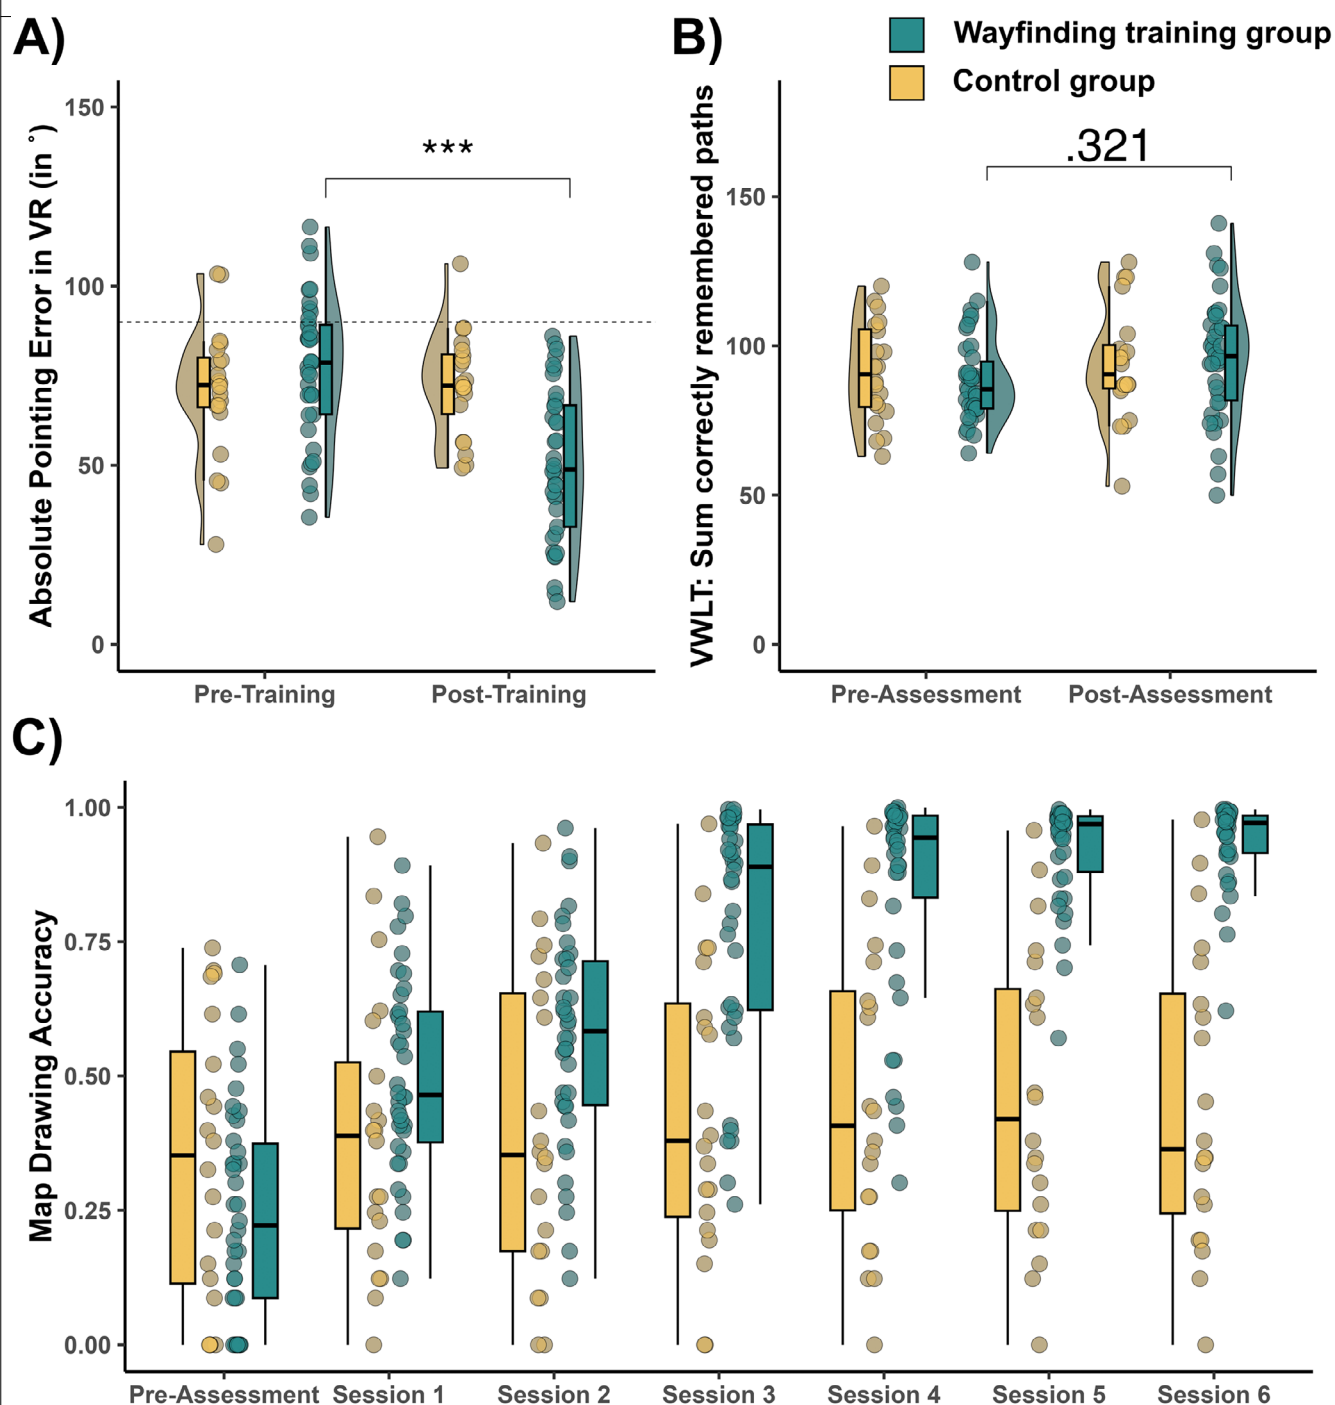 A)
B)
Wayfinding training group
Control group
Absolute Pointing Error in VR (in °)
150
100
50
0
***
Pre-Training
Post-Training
VWLT: Sum correctly remembered paths
150
100
50
0
.321
Pre-Assessment
Post-Assessment
C)
Map Drawing Accuracy
1.00
0.75
0.50
0.25
0.00
Pre-Assessment
Session 1
Session 2
Session 3
Session 4
Session 5
Session 6